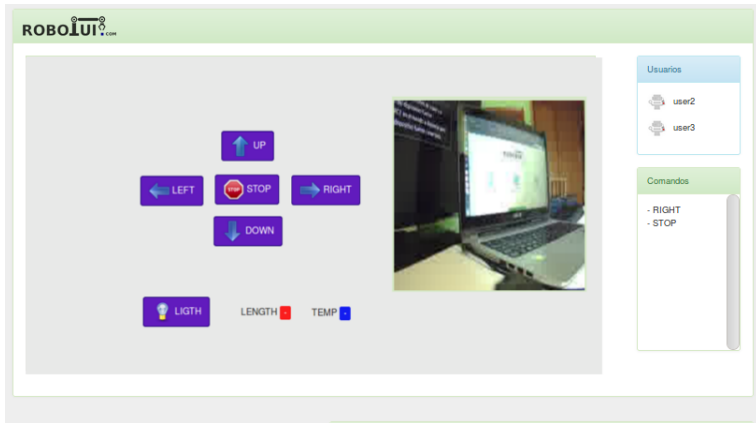 ROBOTUI.COM
UP
LEFT
STOP
RIGHT
DOWN
LIGTH
LENGTH -
TEMP -
Usuarios
user2
user3
Comandos
- RIGHT
- STOP